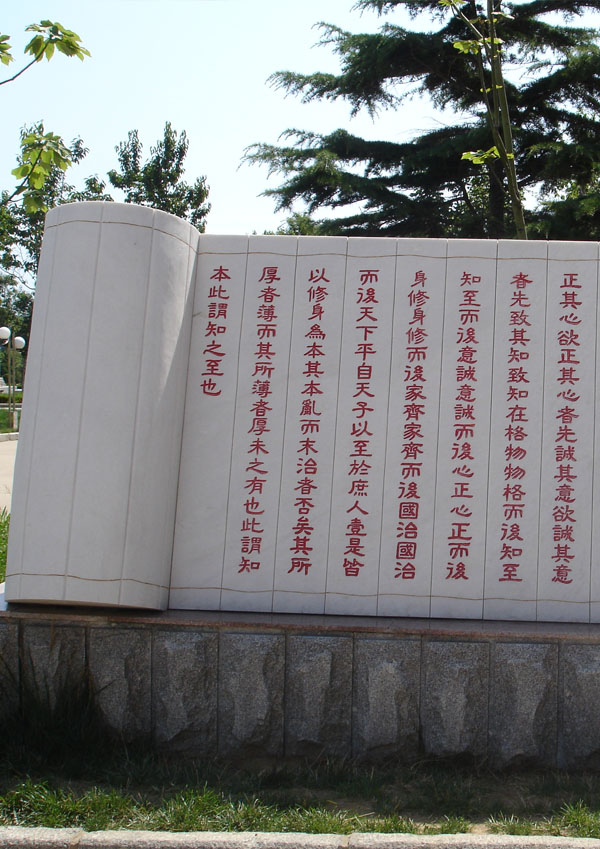 正其心欲正其心者先誠其意欲誠其意
者先致其知致知在格物物格而後知至
知至而後意誠意誠而後心正心正而後
身修身修而後家齊家齊而後國治國治
而後天下平自天子以至於庶人壹是皆
以修身為本其本亂而末治者否矣其所
厚者薄而其所薄者厚未之有也此謂知
本此謂知之至也